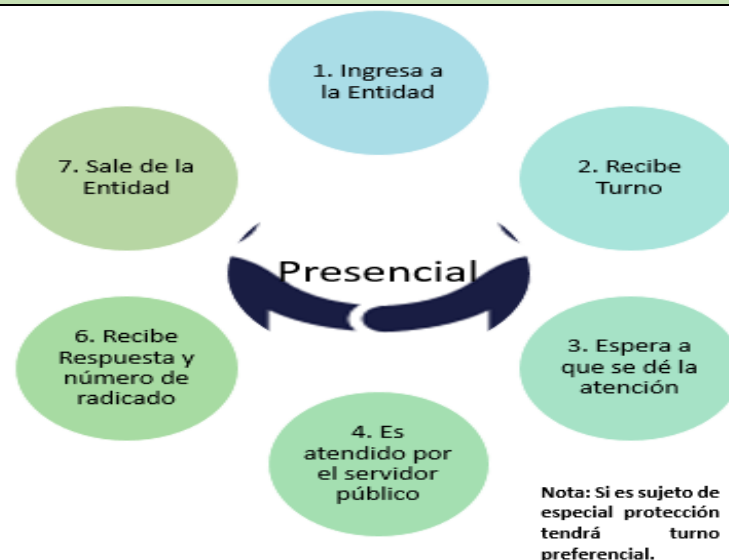 1. Ingresa a
la Entidad
2. Recibe
Turno
3. Espera a
que se dé la
atención
4. Es
atendido por
el servidor
público
6. Recibe
Respuesta y
número de
radicado
7. Sale de la
Entidad
Presencial
Nota: Si es sujeto de
especial protección
tendrá turno
preferencial.